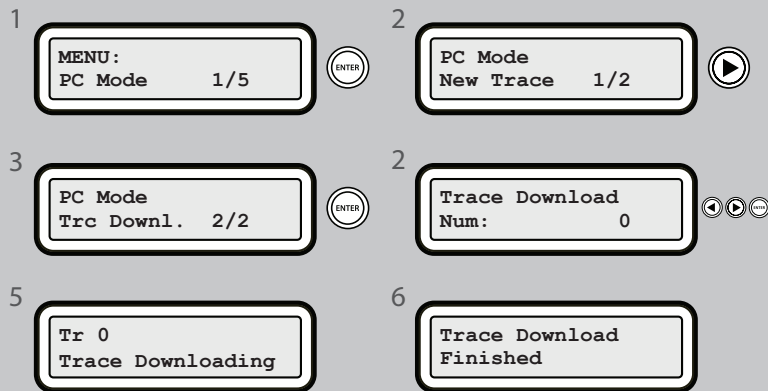 1
MENU:
PC Mode 1/5
ENTER
2
PC Mode
New Trace 1/2
3
PC Mode
Trc Downl. 2/2
ENTER
2
Trace Download
Num: 0
ENTER
5
Tr 0
Trace Downloading
6
Trace Download
Finished